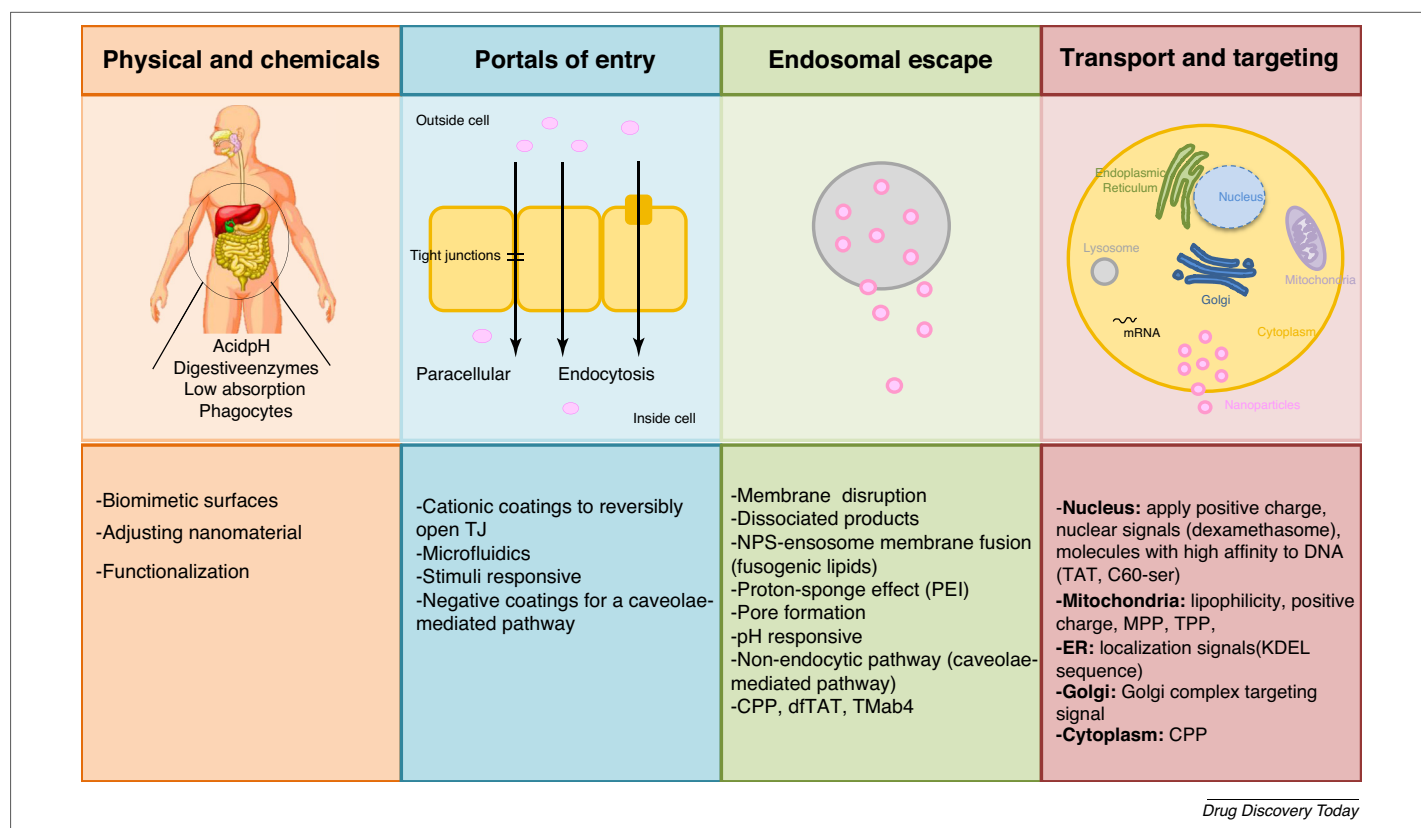 Physical and chemicals
Portals of entry
Endosomal escape
Transport and targeting
AcidpH
Digestiveenzymes
Low absorption
Phagocytes
Outside cell
Tight junctions
Paracellular
Endocytosis
Inside cell
Endoplasmic
Reticulum
Nucleus
Lysosome
Mitochondria
Golgi
mRNA
Cytoplasm
Nanoparticles
-Biomimetic surfaces
-Adjusting nanomaterial
-Functionalization
-Cationic coatings to reversibly
open TJ
-Microfluidics
-Stimuli responsive
-Negative coatings for a caveolae-
mediated pathway
-Membrane disruption
-Dissociated products
-NPS-ensosome membrane fusion
(fusogenic lipids)
-Proton-sponge effect (PEI)
-Pore formation
-pH responsive
-Non-endocytic pathway (caveolae-
mediated pathway)
-CPP, dfTAT, TMab4
-Nucleus: apply positive charge,
nuclear signals (dexamethasome),
molecules with high affinity to DNA
(TAT, C60-ser)
-Mitochondria: lipophilicity, positive
charge, MPP, TPP,
-ER: localization signals(KDEL
sequence)
-Golgi: Golgi complex targeting
signal
-Cytoplasm: CPP
Drug Discovery Today